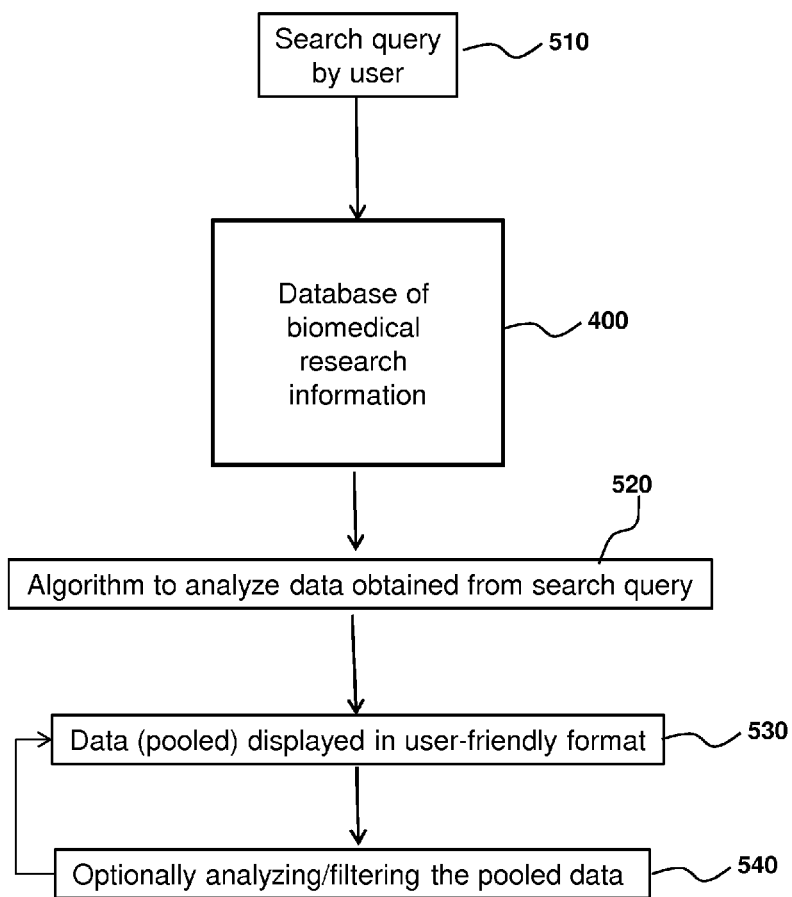 Search query
by user
510
Database of
biomedical
research
information
400
520
Algorithm to analyze data obtained from search query
Data (pooled) displayed in user-friendly format
530
Optionally analyzing/filtering the pooled data
540